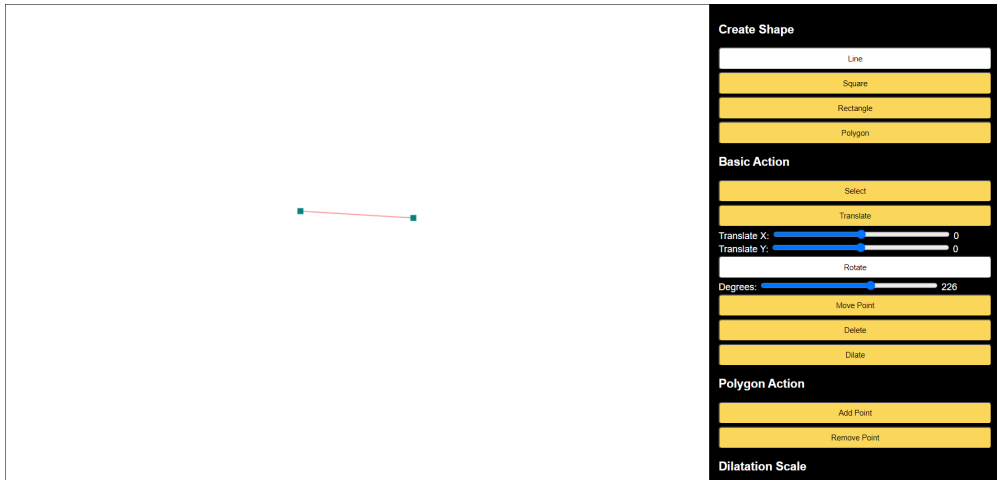 Create Shape
Line
Square
Rectangle
Polygon
Basic Action
Select
Translate
Translate X: 0
Translate Y: 0
Rotate
Degrees: 226
Move Point
Delete
Dilate
Polygon Action
Add Point
Remove Point
Dilatation Scale